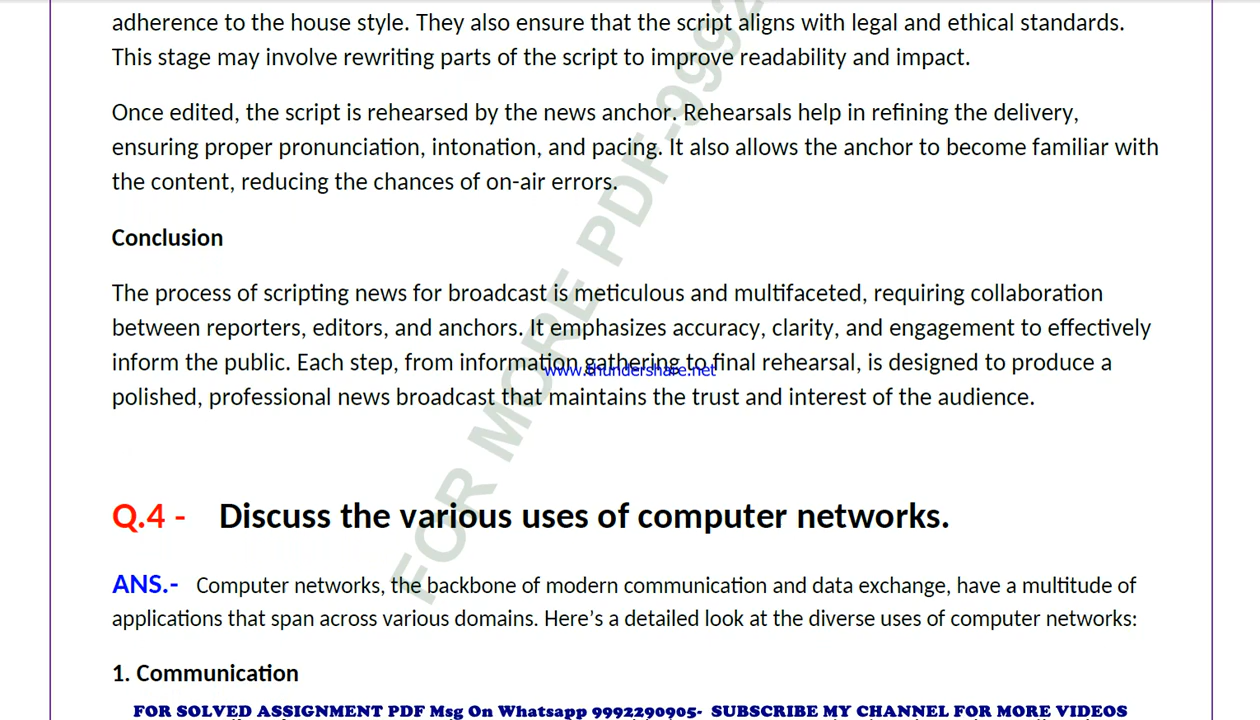 adherence to the house style. They also ensure that the script aligns with legal and ethical standards.
This stage may involve rewriting parts of the script to improve readability and impact.
Once edited, the script is rehearsed by the news anchor. Rehearsals help in refining the delivery,
ensuring proper pronunciation, intonation, and pacing. It also allows the anchor to become familiar with
the content, reducing the chances of on-air errors.
Conclusion
The process of scripting news for broadcast is meticulous and multifaceted, requiring collaboration
between reporters, editors, and anchors. It emphasizes accuracy, clarity, and engagement to effectively
inform the public. Each step, from information gathering to final rehearsal, is designed to produce a
www.thundershare.net
polished, professional news broadcast that maintains the trust and interest of the audience.
Q.4 - Discuss the various uses of computer networks.
ANS.- Computer networks, the backbone of modern communication and data exchange, have a multitude of
applications that span across various domains. Here’s a detailed look at the diverse uses of computer networks:
1. Communication
FOR SOLVED ASSIGNMENT PDF Msg On Whatsapp 9992290905- SUBSCRIBE MY CHANNEL FOR MORE VIDEOS
FOR MORE PDF-9992